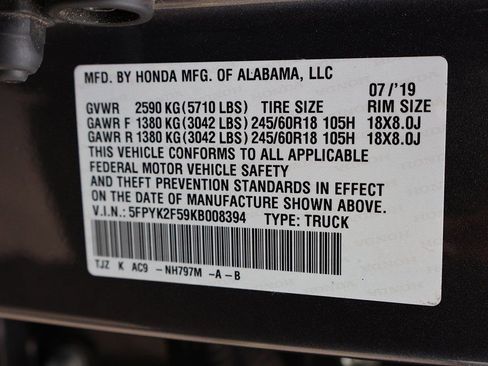 MFD. BY HONDA MFG. OF ALABAMA, LLC
07/'19
GVWR 2590 KG (5710 LBS) TIRE SIZE RIM SIZE
GAWR F 1380 KG (3042 LBS) 245/60R18 105H 18X8.0J
GAWR R 1380 KG (3042 LBS) 245/60R18 105H 18X8.0J
THIS VEHICLE CONFORMS TO ALL APPLICABLE
FEDERAL MOTOR VEHICLE SAFETY
AND THEFT PREVENTION STANDARDS IN EFFECT
ON THE DATE OF MANUFACTURE SHOWN ABOVE.
V.I.N.: 5FPYK2F59KB008394 TYPE: TRUCK
TJZ K AC9 - NH797M -A-B